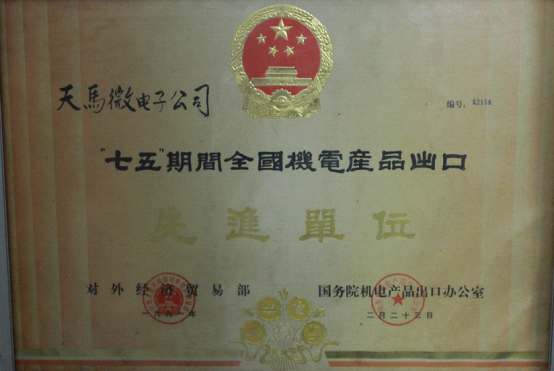 天馬微电子公司
编号：
"七五"期間全國機電産品出口
先進單位
对外经济贸易部
国务院机电产品出口办公室
二月二十三日